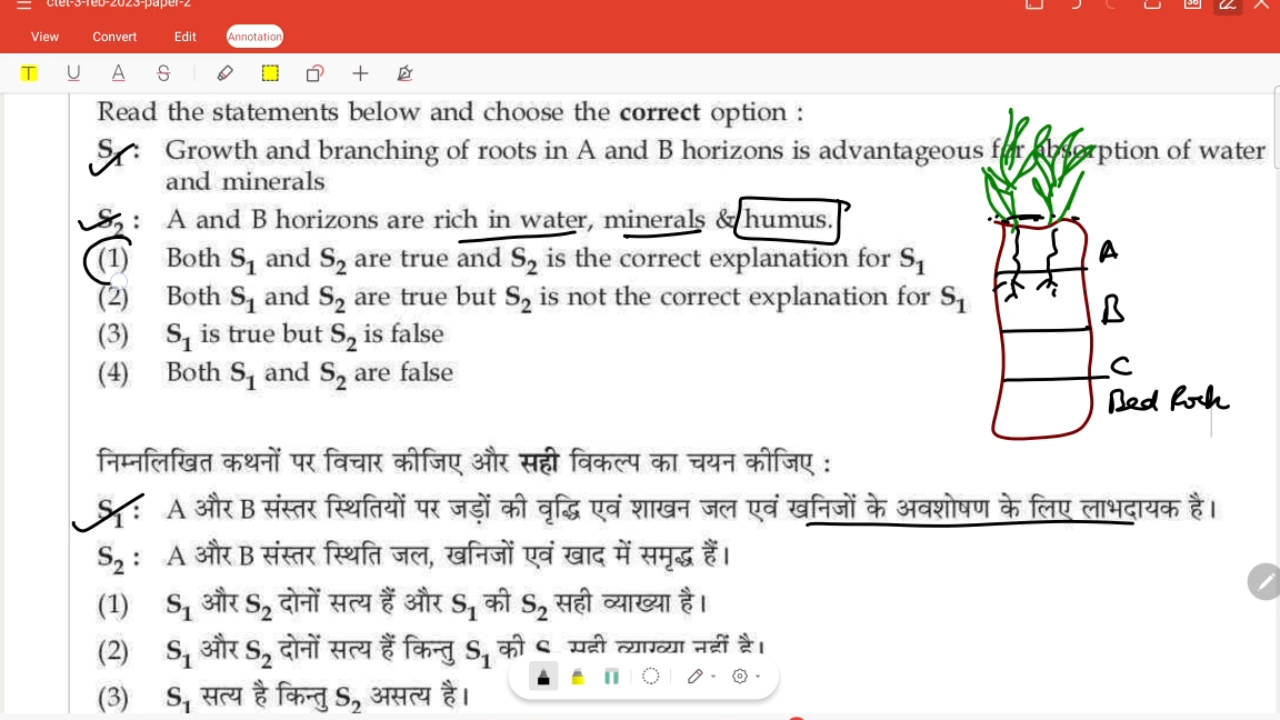 ctet-3-feb-2023-paper-2
View Convert Edit Annotation
Read the statements below and choose the correct option :
S1 : Growth and branching of roots in A and B horizons is advantageous for absorption of water
and minerals
S2 : A and B horizons are rich in water, minerals & humus.
(1) Both S1 and S2 are true and S2 is the correct explanation for S1
(2) Both S1 and S2 are true but S2 is not the correct explanation for S1
(3) S1 is true but S2 is false
(4) Both S1 and S2 are false
A
B
C
Bed Rock
निम्नलिखित कथनों पर विचार कीजिए और सही विकल्प का चयन कीजिए :
S1 : A और B संस्तर स्थितियों पर जड़ों की वृद्धि एवं शाखन जल एवं खनिजों के अवशोषण के लिए लाभदायक है।
S2 : A और B संस्तर स्थिति जल, खनिजों एवं खाद में समृद्ध हैं।
(1) S1 और S2 दोनों सत्य हैं और S1 की S2 सही व्याख्या है।
(2) S1 और S2 दोनों सत्य हैं किन्तु S1 की S सही व्याख्या नहीं है।
(3) S1 सत्य है किन्तु S2 असत्य है।